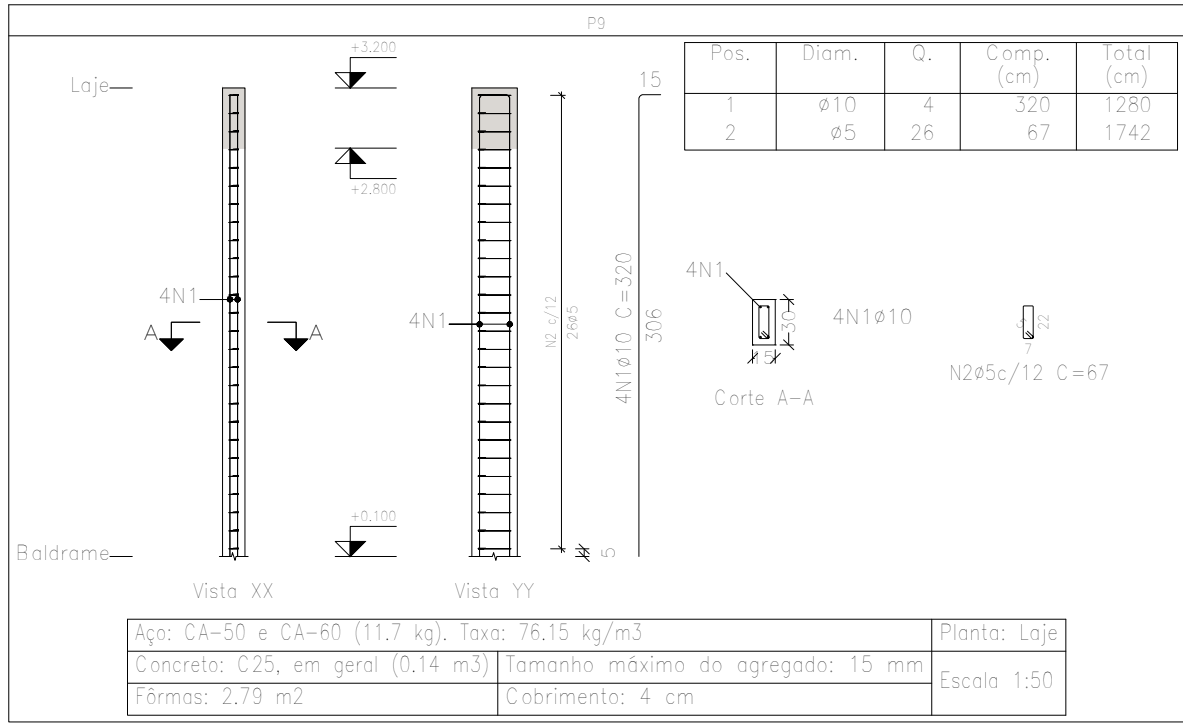 P9
Pos. Diam. Q. Comp. (cm) Total (cm)
1 ø10 4 320 1280
2 ø5 26 67 1742
Laje
+3.200
+2.800
15
4N1
A
A
4N1
N2 c/12
26ø5
4N1ø10 C=320
306
4N1
30
15
4N1ø10
Corte A-A
22
7
N2ø5c/12 C=67
+0.100
5
Baldrame
Vista XX
Vista YY
Aço: CA-50 e CA-60 (11.7 kg). Taxa: 76.15 kg/m3
Planta: Laje
Concreto: C25, em geral (0.14 m3)
Tamanho máximo do agregado: 15 mm
Escala 1:50
Fôrmas: 2.79 m2
Cobrimento: 4 cm